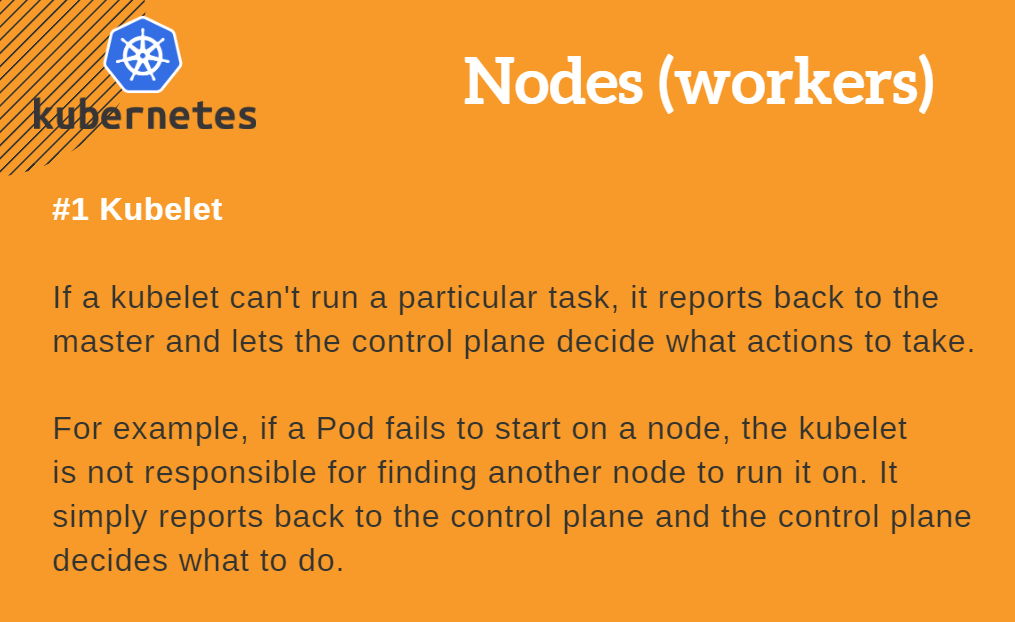 kubernetes
Nodes (workers)
#1 Kubelet
If a kubelet can't run a particular task, it reports back to the
master and lets the control plane decide what actions to take.
For example, if a Pod fails to start on a node, the kubelet
is not responsible for finding another node to run it on. It
simply reports back to the control plane and the control plane
decides what to do.